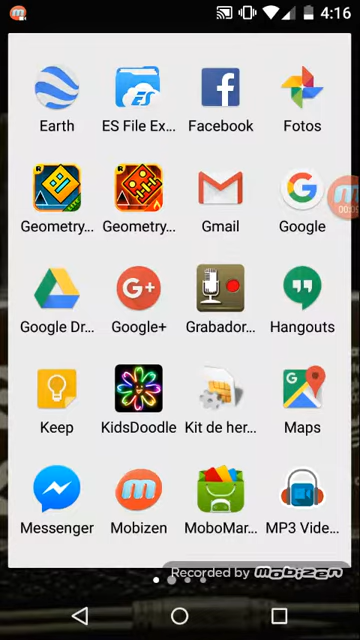 4:16
Earth
ES File Ex...
Facebook
Fotos
Geometry...
Geometry...
Gmail
Google
Google Dr...
Google+
Grabador...
Hangouts
Keep
KidsDoodle
Kit de her...
Maps
Messenger
Mobizen
MoboMar...
MP3 Vide...
Recorded by mobizen